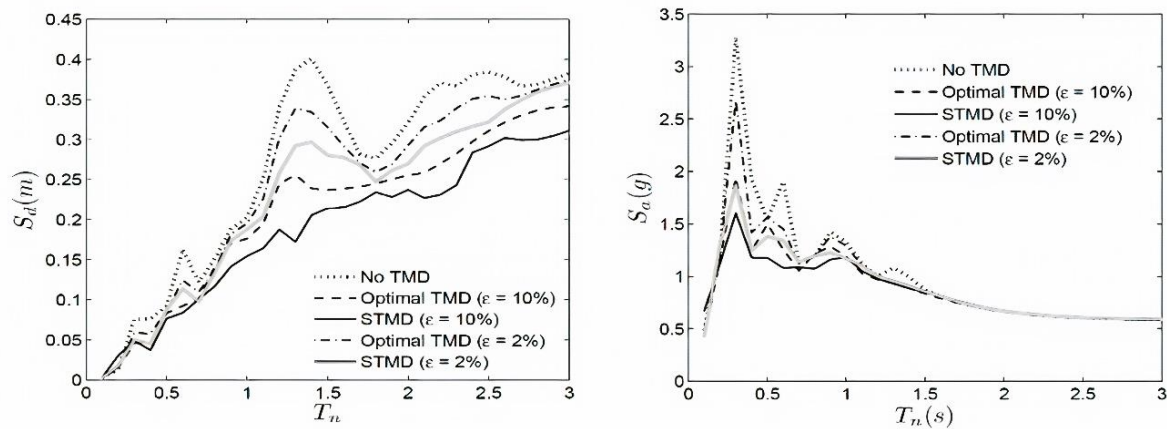 0.45
0.4
0.35
0.3
0.25
0.2
0.15
0.1
0.05
0
S_d(m)
No TMD
Optimal TMD (ε = 10%)
STMD (ε = 10%)
Optimal TMD (ε = 2%)
STMD (ε = 2%)
0 0.5 1 1.5 2 2.5 3
T_n
3.5
3
2.5
2
1.5
1
0.5
0
S_a(g)
No TMD
Optimal TMD (ε = 10%)
STMD (ε = 10%)
Optimal TMD (ε = 2%)
STMD (ε = 2%)
0 0.5 1 1.5 2 2.5 3
T_n(s)